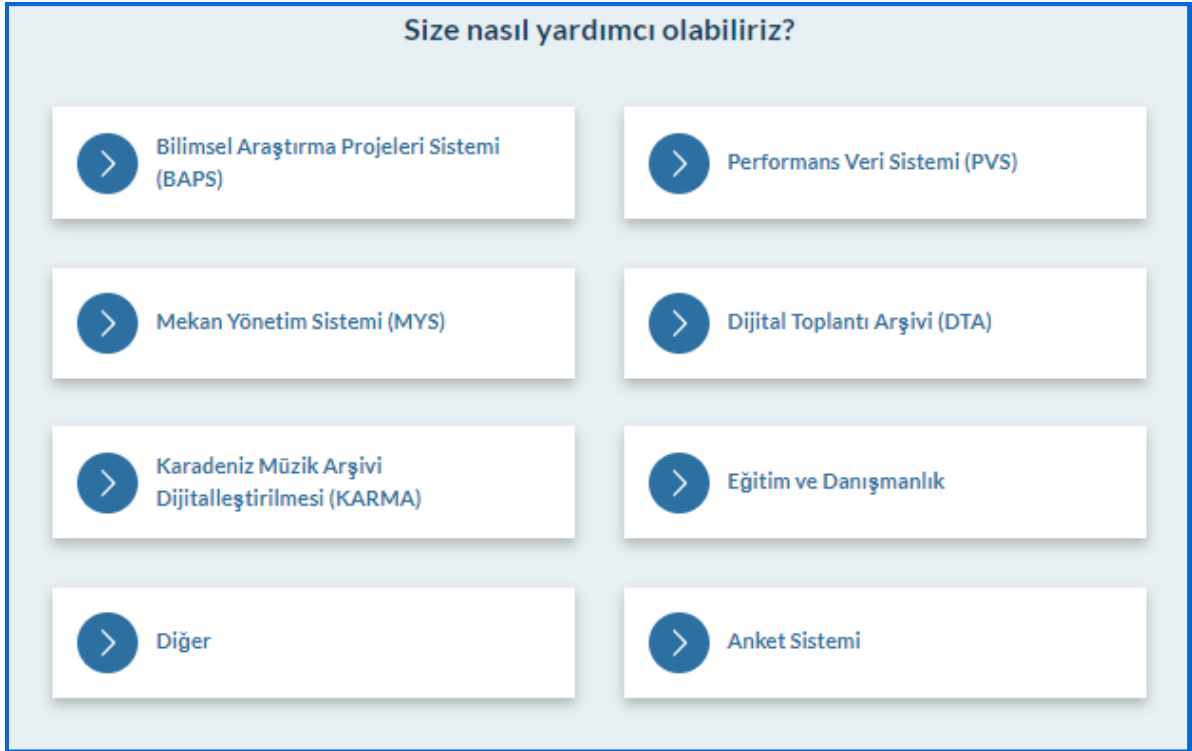 Size nasıl yardımcı olabiliriz?
Bilimsel Araştırma Projeleri Sistemi
(BAPS)
Performans Veri Sistemi (PVS)
Mekan Yönetim Sistemi (MYS)
Dijital Toplantı Arşivi (DTA)
Karadeniz Müzik Arşivi
Dijitalleştirilmesi (KARMA)
Eğitim ve Danışmanlık
Diğer
Anket Sistemi